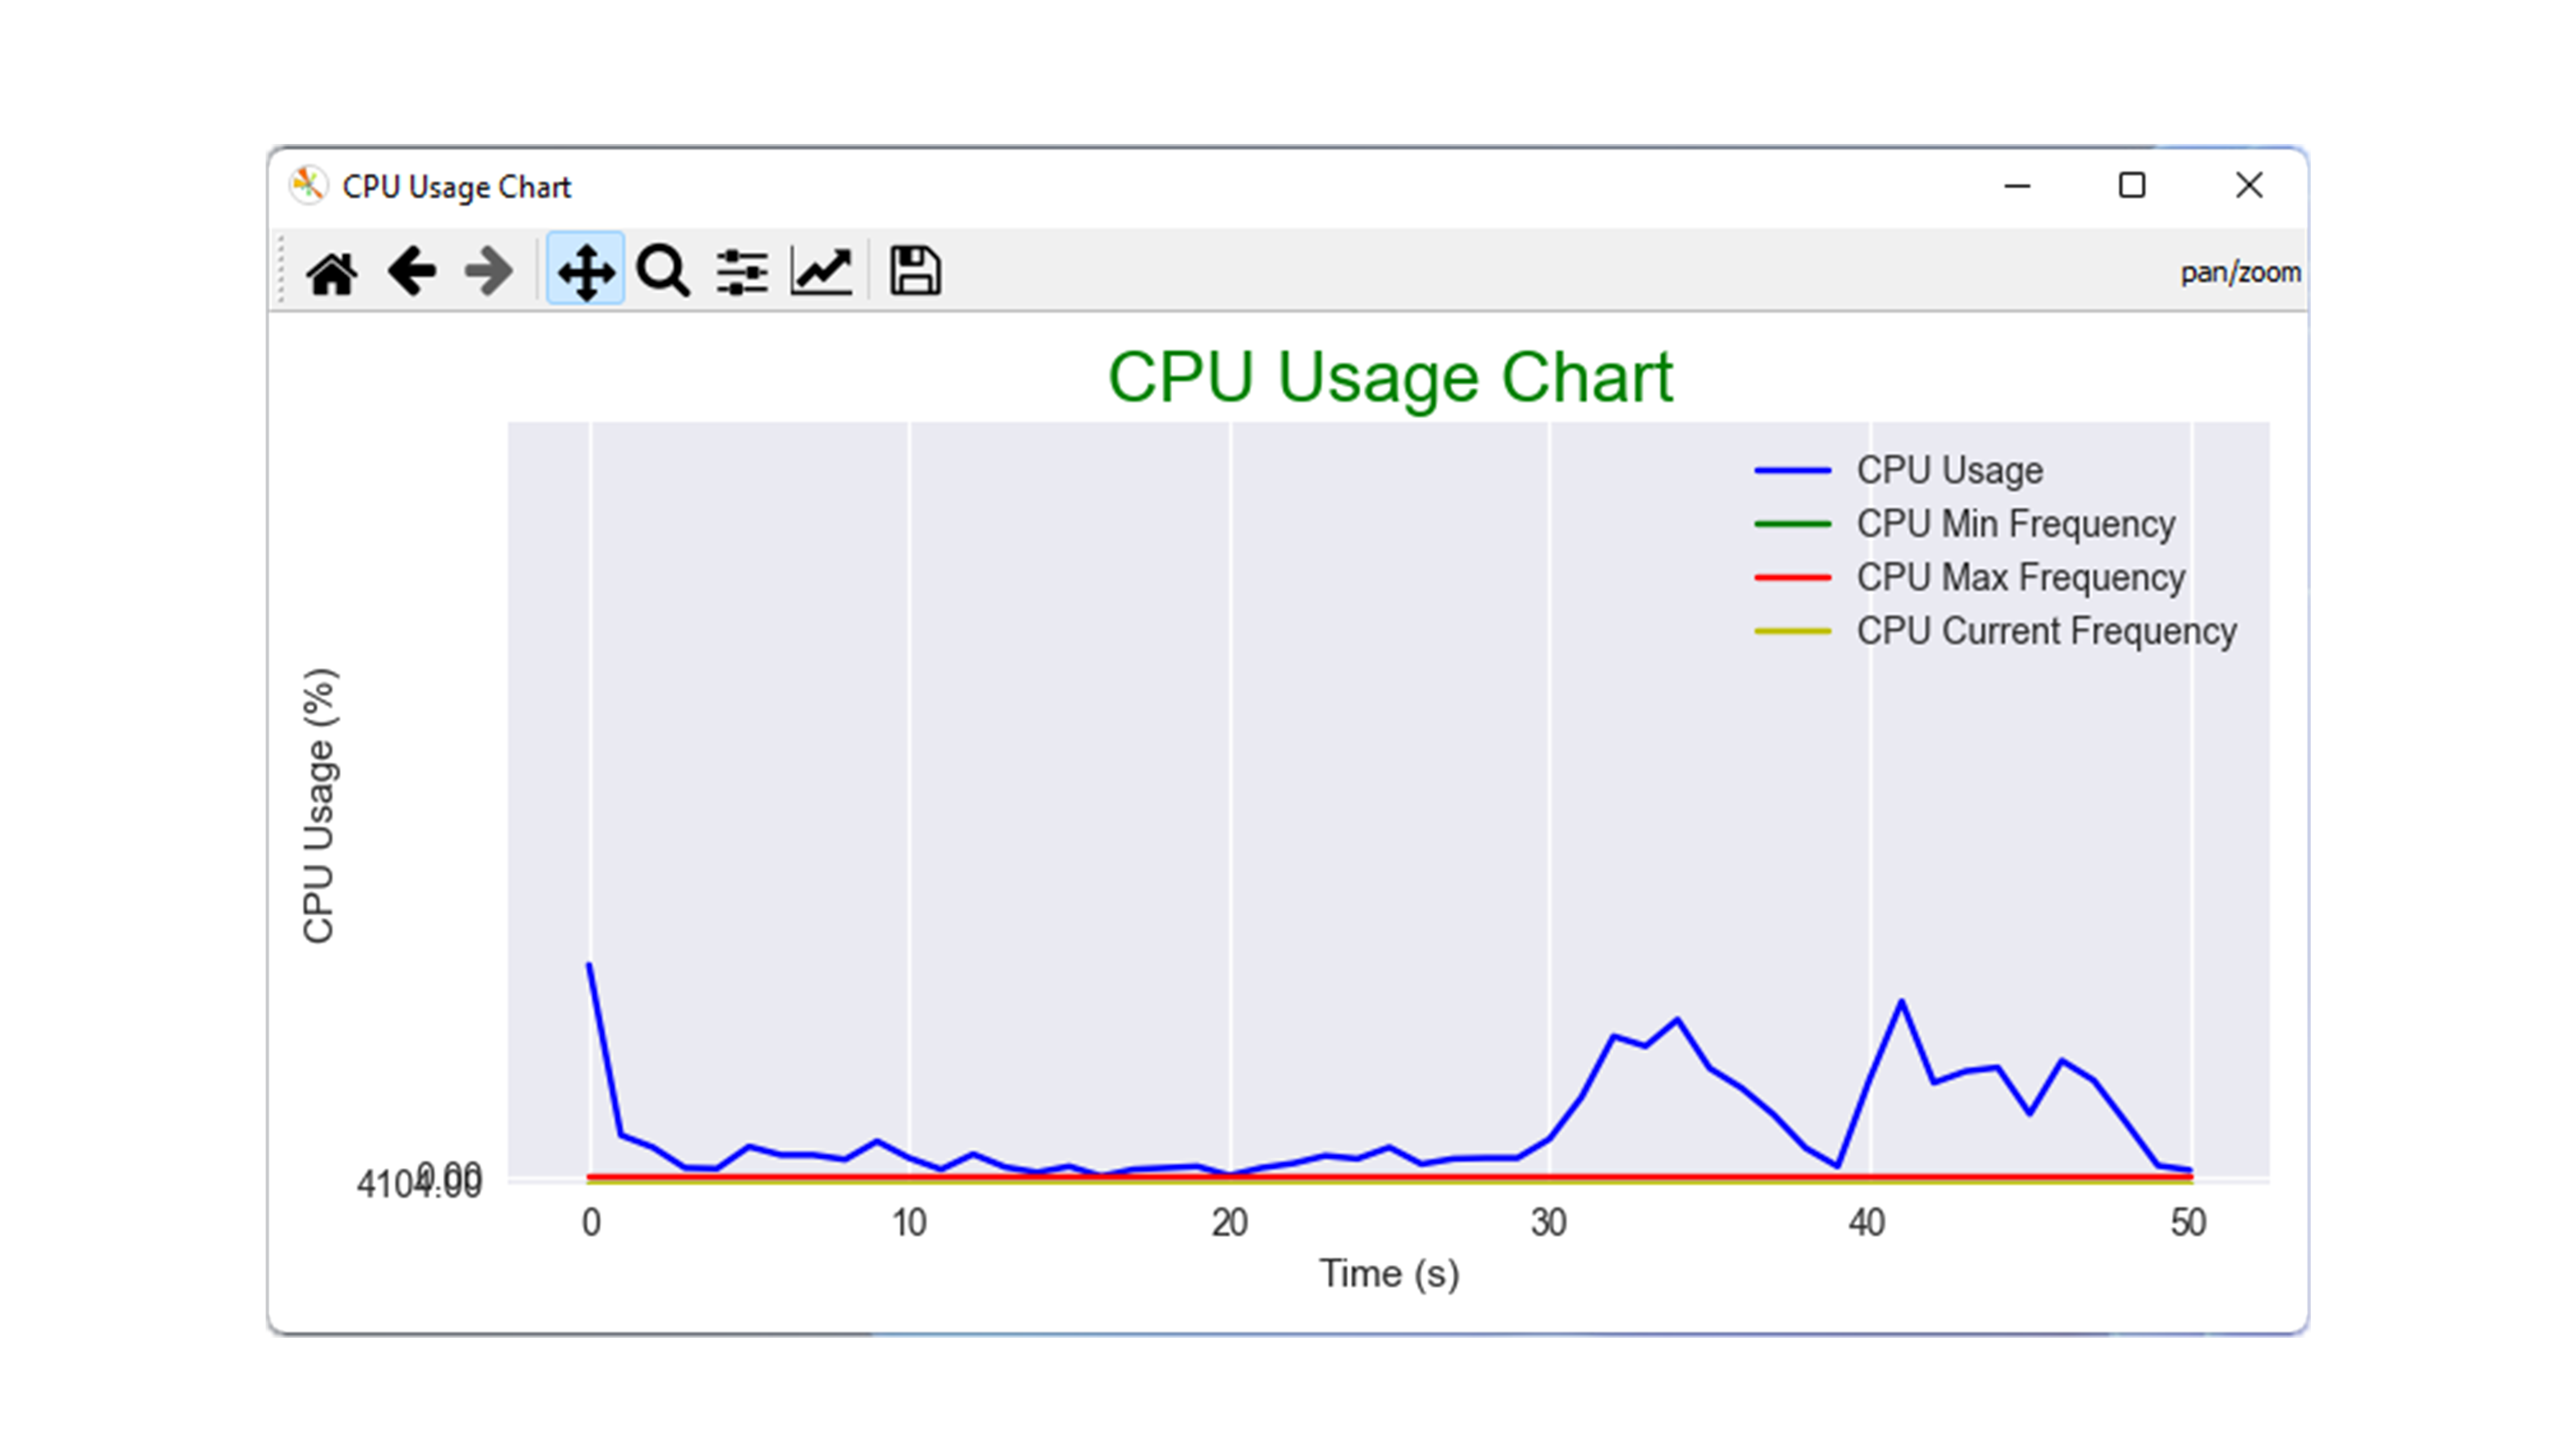 CPU Usage Chart
pan/zoom
CPU Usage Chart
CPU Usage
CPU Min Frequency
CPU Max Frequency
CPU Current Frequency
CPU Usage (%)
0.00
4104.00
0 10 20 30 40 50
Time (s)